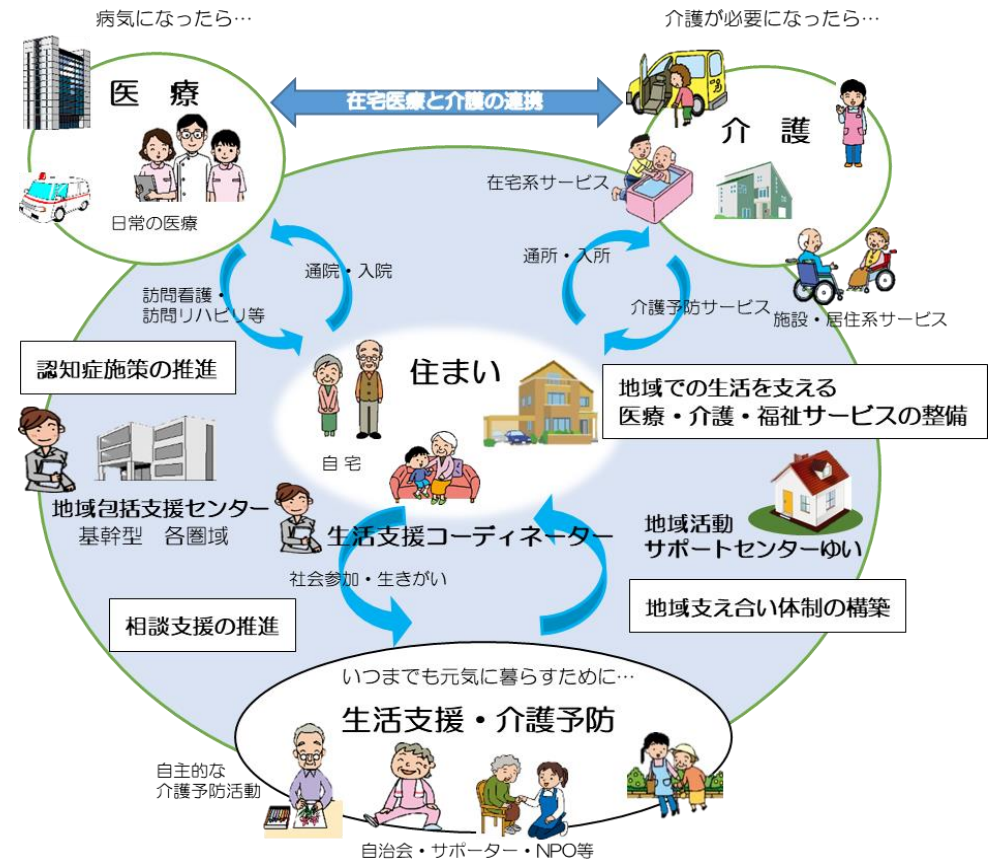 病気になったら…
介護が必要になったら…
医 療
在宅医療と介護の連携
介 護
日常の医療
在宅系サービス
通院・入院
通所・入所
訪問看護・
訪問リハビリ等
介護予防サービス
施設・居住系サービス
認知症施策の推進
住まい
地域での生活を支える
医療・介護・福祉サービスの整備
自 宅
地域包括支援センター
基幹型 各圏域
生活支援コーディネーター
地域活動
サポートセンターゆい
社会参加・生きがい
相談支援の推進
地域支え合い体制の構築
いつまでも元気に暮らすために…
生活支援・介護予防
自主的な
介護予防活動
自治会・サポーター・NPO等